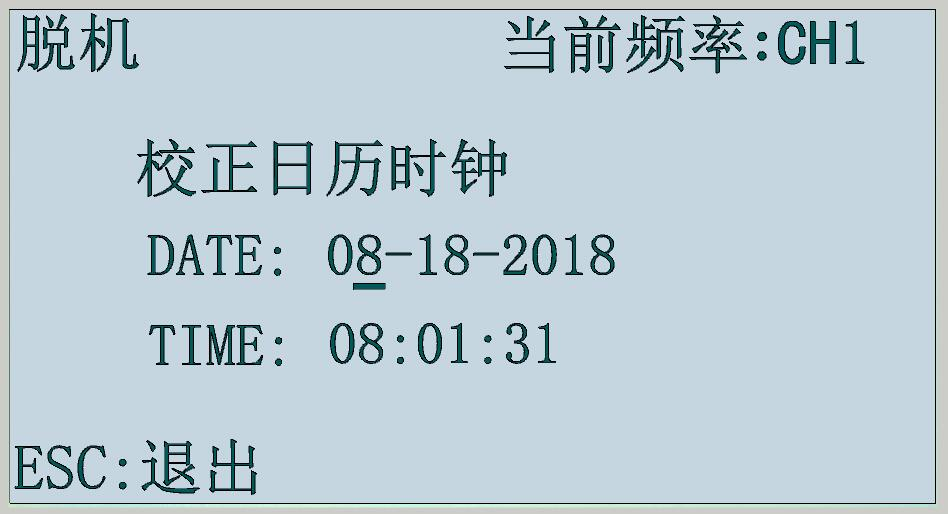 脱机 当前频率:CH1
校正日历时钟
DATE: 08-18-2018
TIME: 08:01:31
ESC:退出